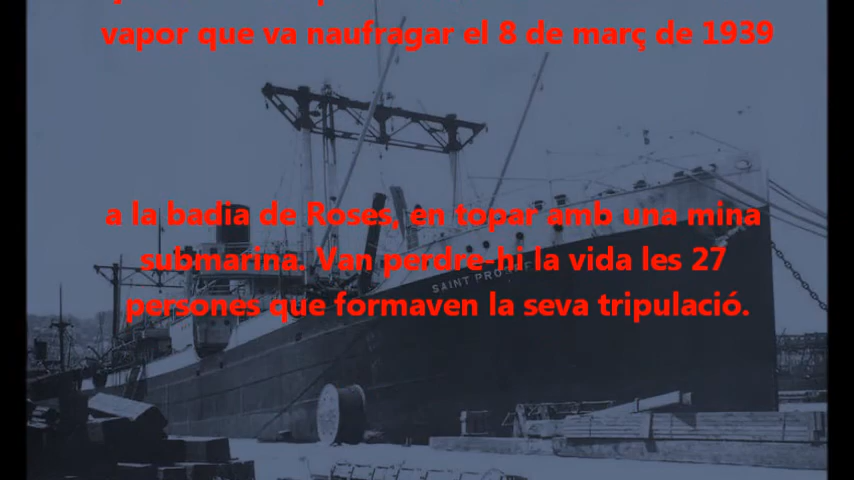 vapor que va naufragar el 8 de març de 1939
a la badia de Roses, en topar amb una mina
submarina. Van perdre-hi la vida les 27
persones que formaven la seva tripulació.
SAINT